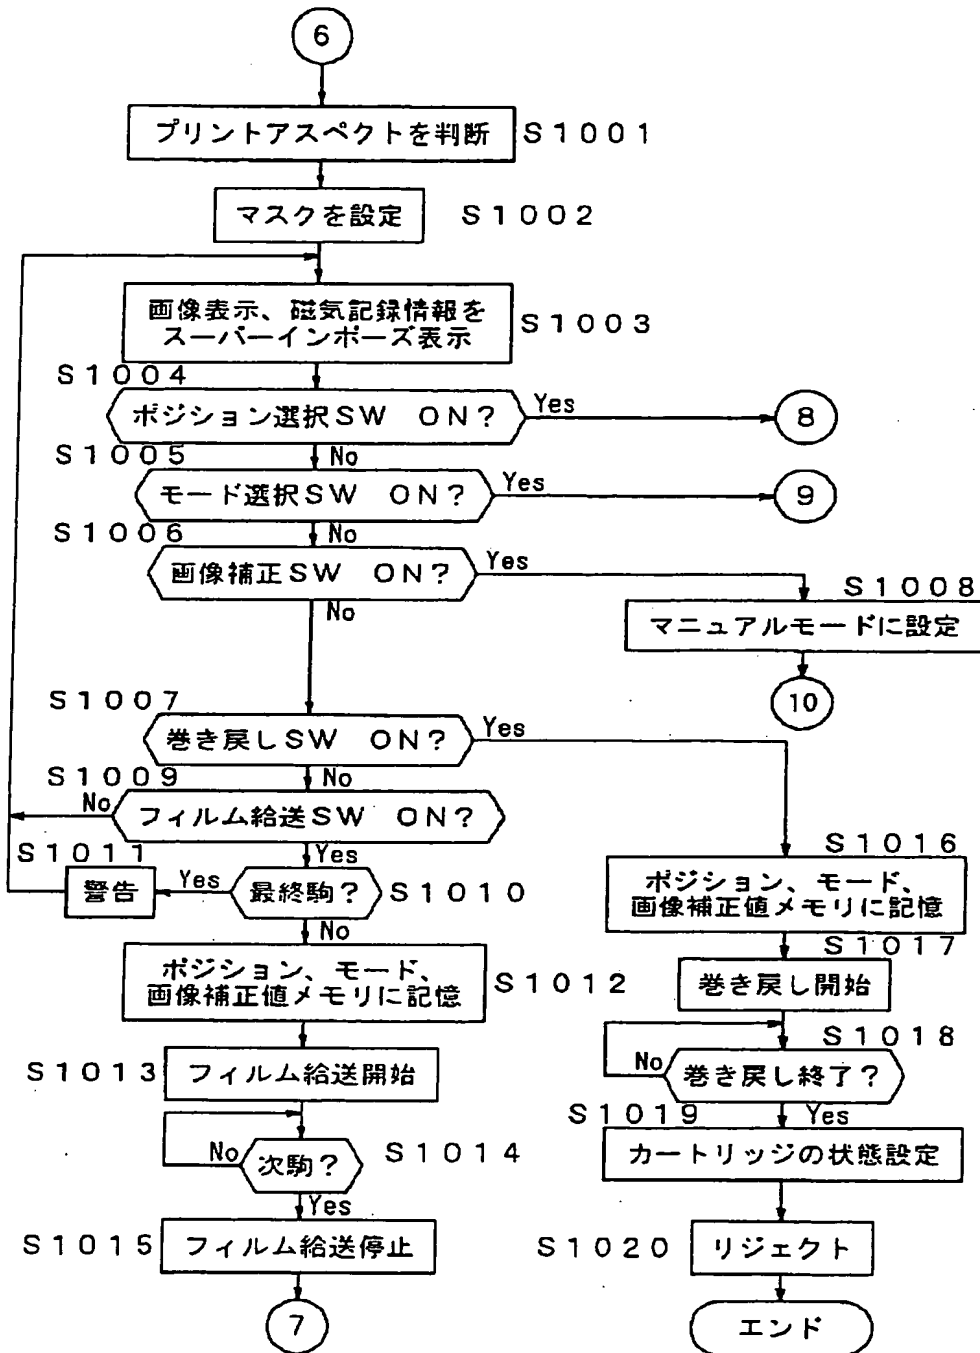 6
プリントアスペクトを判断 S1001
マスクを設定 S1002
画像表示、磁気記録情報を
スーパーインポーズ表示
S1003
S1004
ポジション選択SW ON?
Yes
8
No
S1005
モード選択SW ON?
Yes
9
No
S1006
画像補正SW ON?
Yes
No
S1008
マニュアルモードに設定
10
S1007
巻き戻しSW ON?
Yes
No
S1009
フィルム給送SW ON?
No
Yes
S1011
警告
Yes
最終駒?
S1010
No
ポジション、モード、
画像補正値メモリに記憶
S1012
S1013
フィルム給送開始
次駒?
S1014
No
Yes
S1015
フィルム給送停止
7
S1016
ポジション、モード、
画像補正値メモリに記憶
S1017
巻き戻し開始
S1018
巻き戻し終了?
No
Yes
S1019
カートリッジの状態設定
S1020
リジェクト
エンド